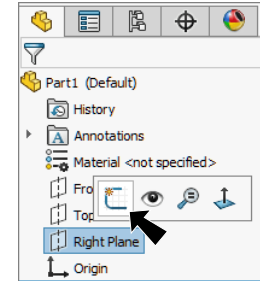 Part1 (Default)
History
Annotations
Material <not specified>
Fro
Top
Right Plane
Origin